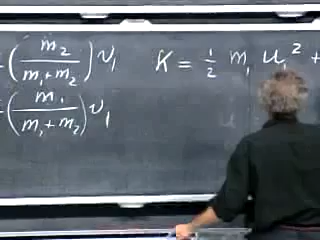 = (m₂ / (m₁ + m₂)) v₁
K = ½ m₁ u₁² +
= (m₁ / (m₁ + m₂)) v₁